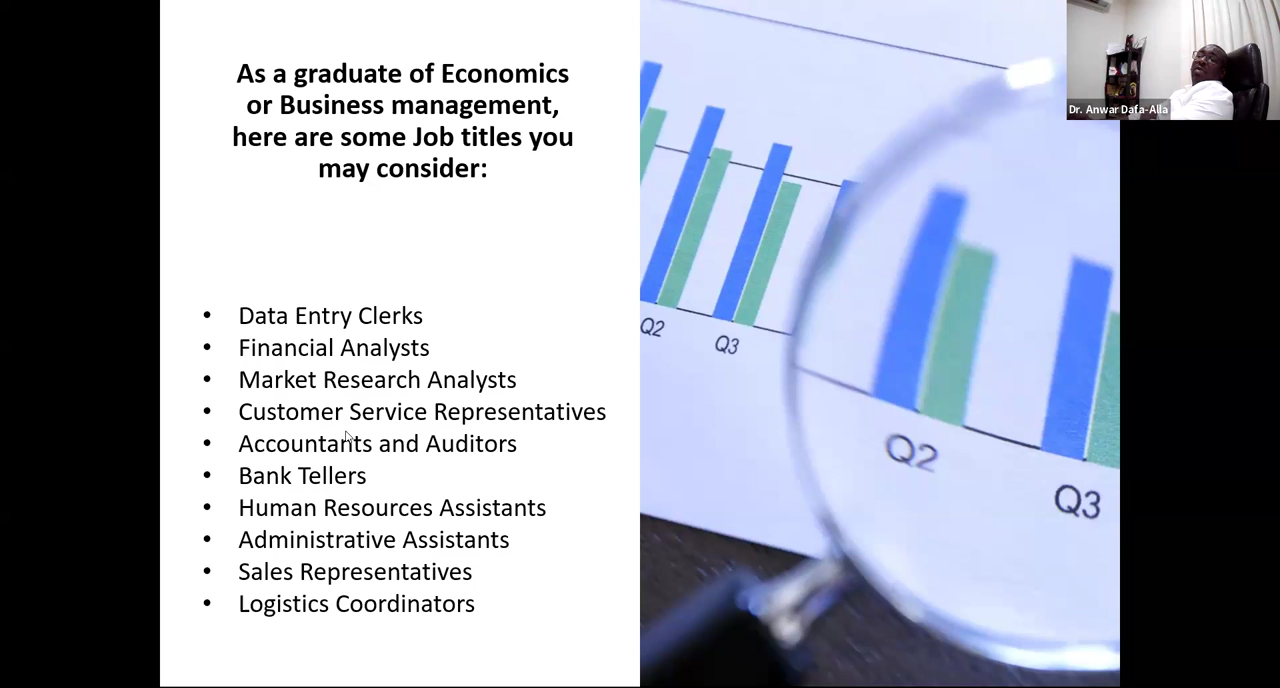 As a graduate of Economics
or Business management,
here are some Job titles you
may consider:
• Data Entry Clerks
• Financial Analysts
• Market Research Analysts
• Customer Service Representatives
• Accountants and Auditors
• Bank Tellers
• Human Resources Assistants
• Administrative Assistants
• Sales Representatives
• Logistics Coordinators
Q2
Q3
Q2
Q3
Dr. Anwar Dafa-Alla